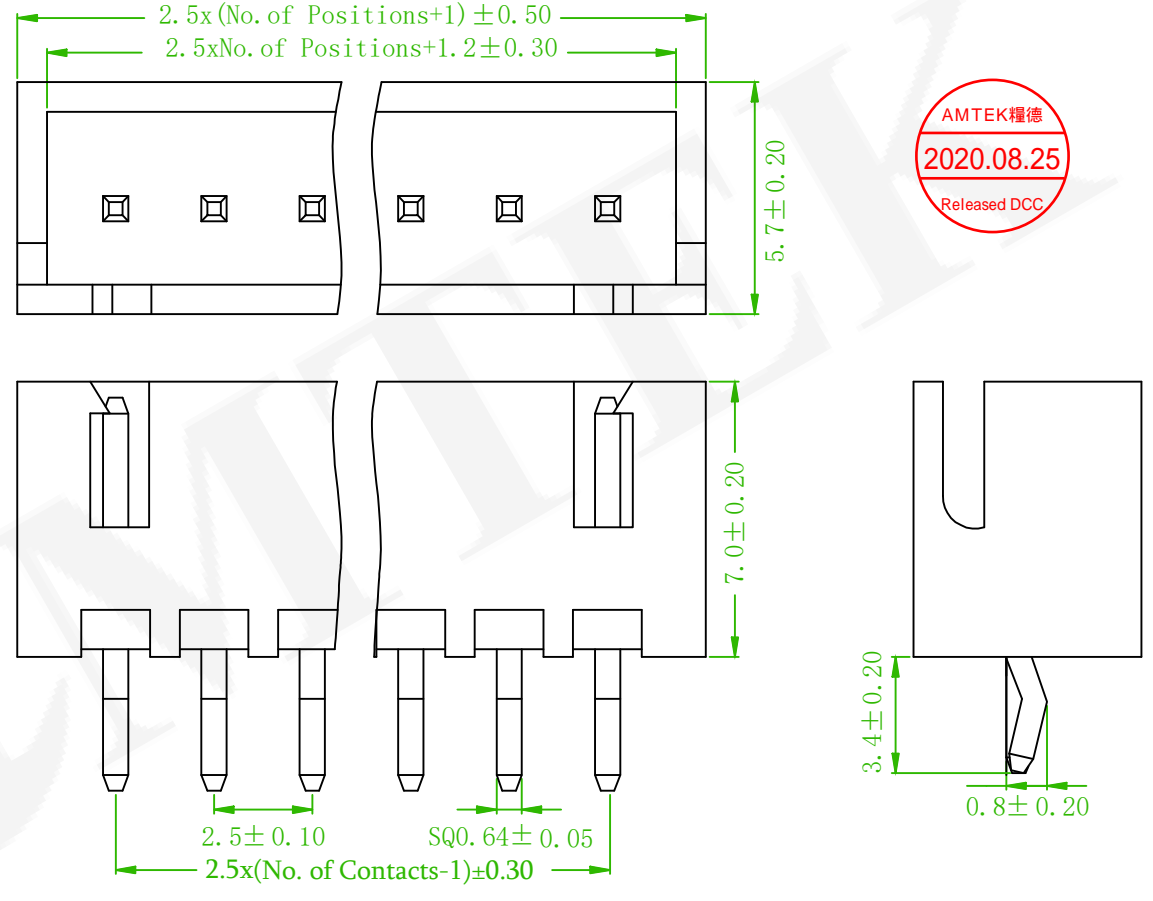 2.5x(No.of Positions+1)±0.50
2.5xNo.of Positions+1.2±0.30
5.7±0.20
AMTEK糧德
2020.08.25
Released DCC
7.0±0.20
3.4±0.20
0.8±0.20
2.5±0.10
SQ0.64±0.05
2.5x(No. of Contacts-1)±0.30
AMTEK